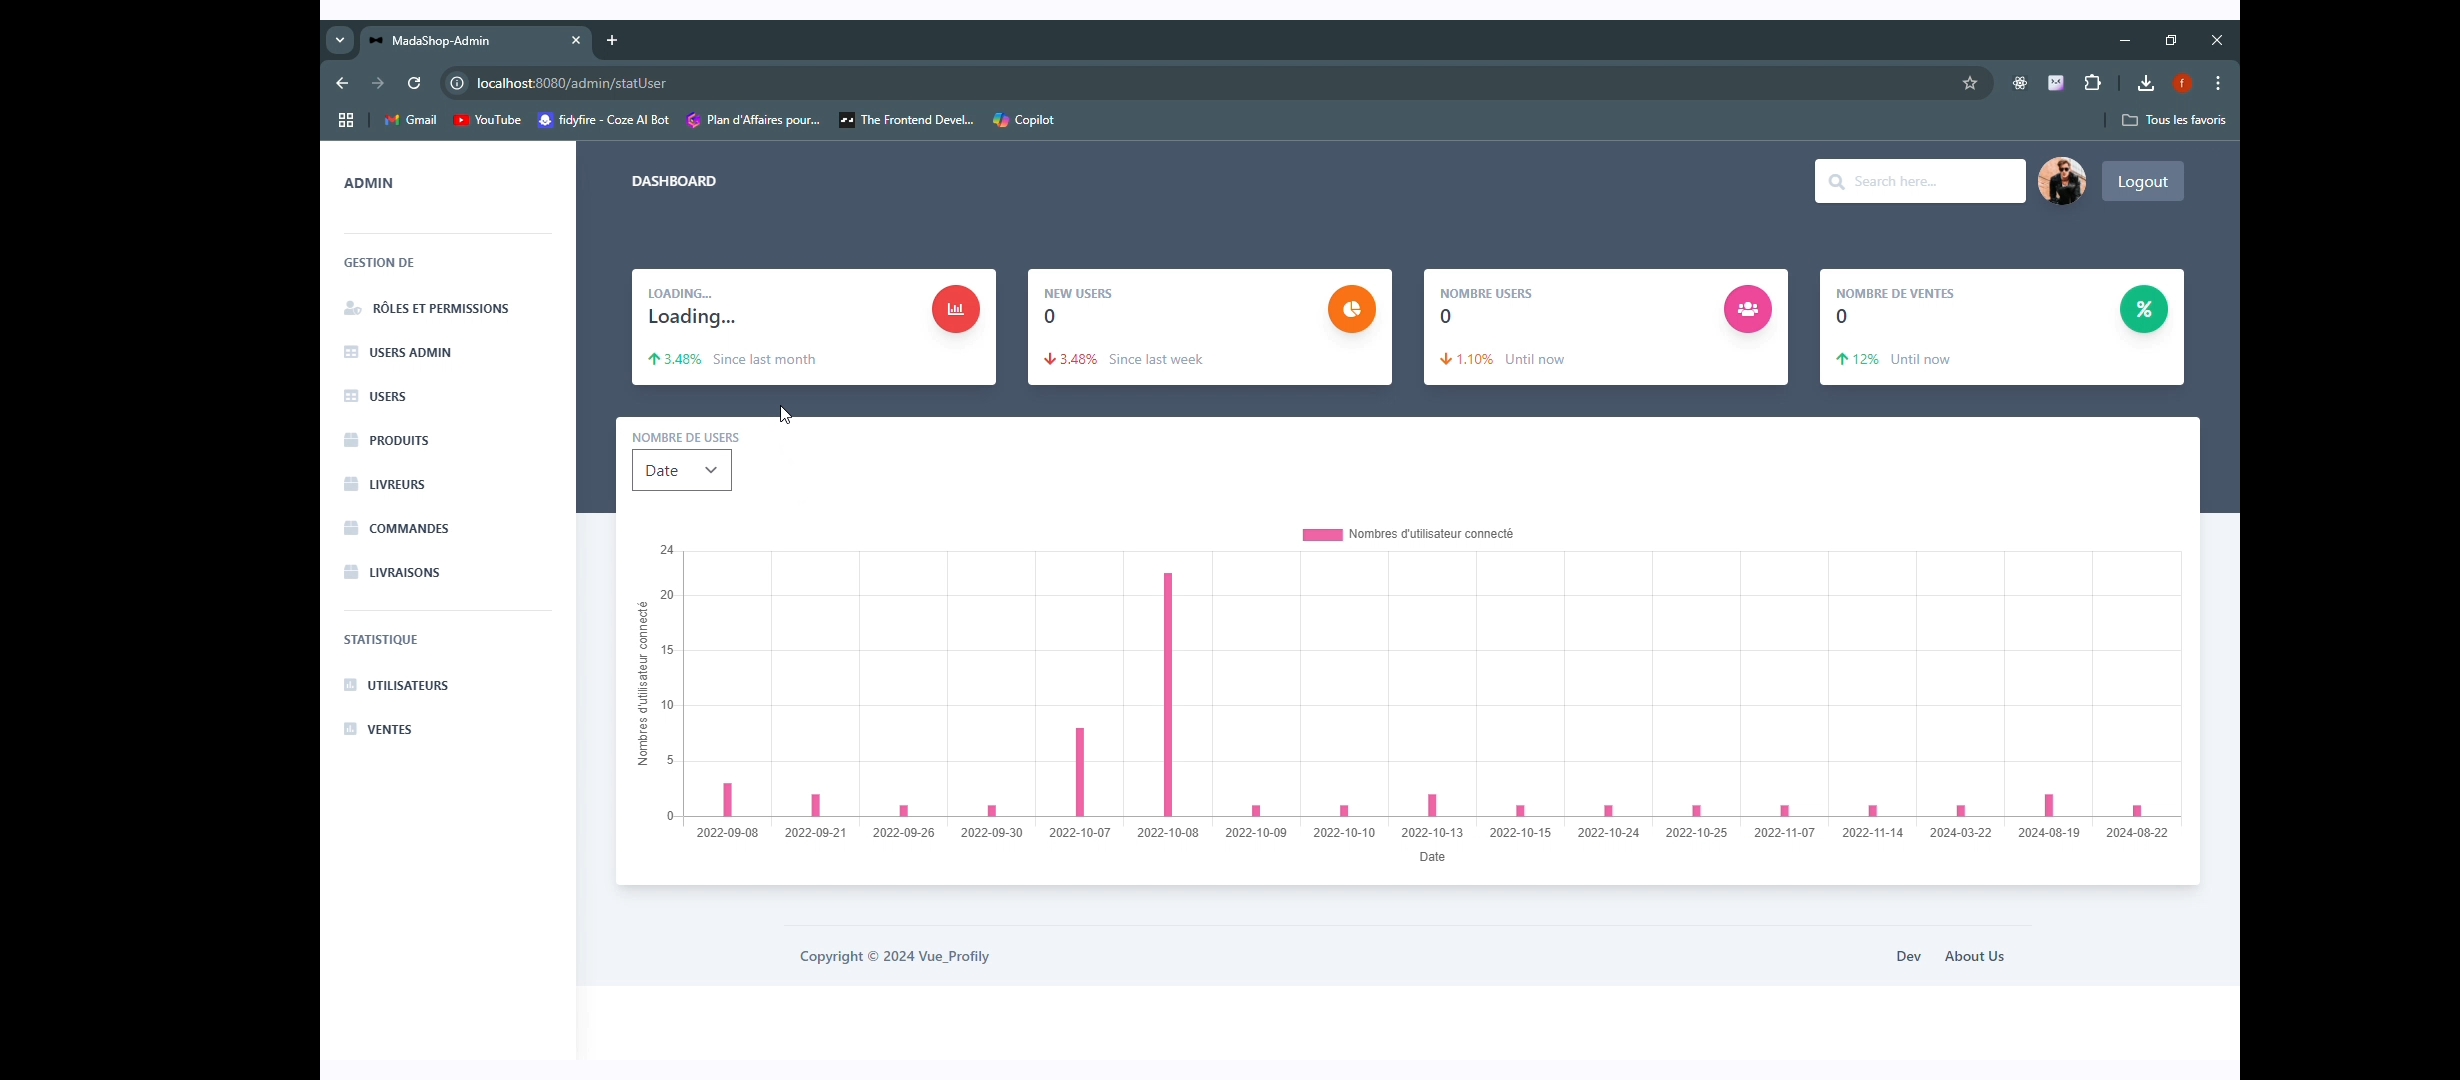 MadaShop-Admin
localhost:8080/admin/statUser
Gmail YouTube fidyfire - Coze AI Bot Plan d'Affaires pour... The Frontend Devel... Copilot Tous les favoris
ADMIN
GESTION DE
RÔLES ET PERMISSIONS
USERS ADMIN
USERS
PRODUITS
LIVREURS
COMMANDES
LIVRAISONS
STATISTIQUE
UTILISATEURS
VENTES
DASHBOARD
Search here...
Logout
LOADING...
Loading...
3.48% Since last month
NEW USERS
0
3.48% Since last week
NOMBRE USERS
0
1.10% Until now
NOMBRE DE VENTES
0
12% Until now
NOMBRE DE USERS
Date
Nombres d'utilisateur connecté
Nombres d'utilisateur connecté
24
20
15
10
5
0
2022-09-08 2022-09-21 2022-09-26 2022-09-30 2022-10-07 2022-10-08 2022-10-09 2022-10-10 2022-10-13 2022-10-15 2022-10-24 2022-10-25 2022-11-07 2022-11-14 2024-03-22 2024-08-19 2024-08-22
Date
Copyright © 2024 Vue_Profily
Dev About Us